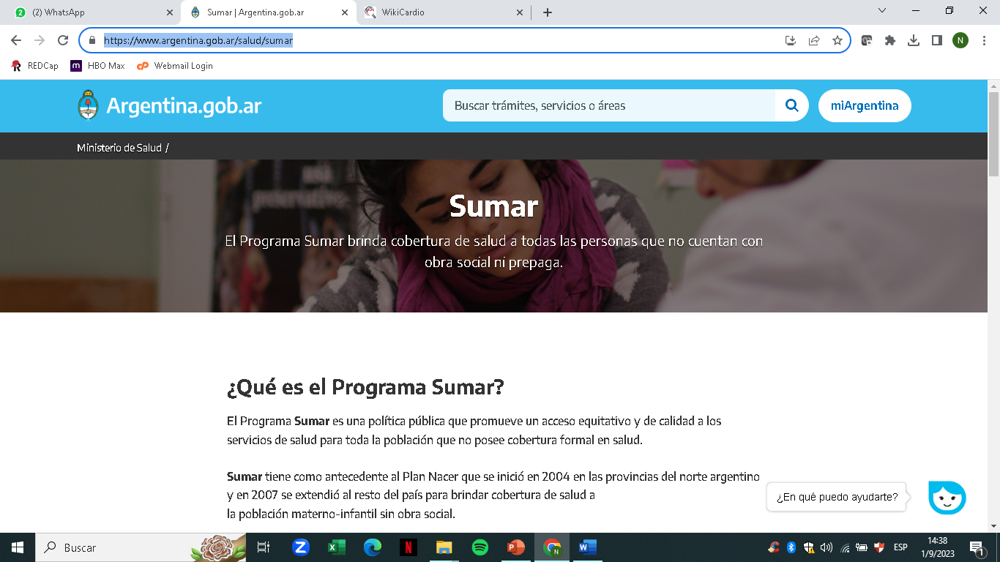 (2) WhatsApp
Sumar | Argentina.gob.ar
WikiCardio
https://www.argentina.gob.ar/salud/sumar
N
REDCap
HBO Max
Webmail Login
Argentina.gob.ar
Buscar trámites, servicios o áreas
miArgentina
Ministerio de Salud /
Sumar
El Programa Sumar brinda cobertura de salud a todas las personas que no cuentan con
obra social ni prepaga.
¿Qué es el Programa Sumar?
El Programa Sumar es una política pública que promueve un acceso equitativo y de calidad a los
servicios de salud para toda la población que no posee cobertura formal en salud.
Sumar tiene como antecedente al Plan Nacer que se inició en 2004 en las provincias del norte argentino
y en 2007 se extendió al resto del país para brindar cobertura de salud a
la población materno-infantil sin obra social.
¿En qué puedo ayudarte?
Buscar
ESP
14:38
1/9/2023
1